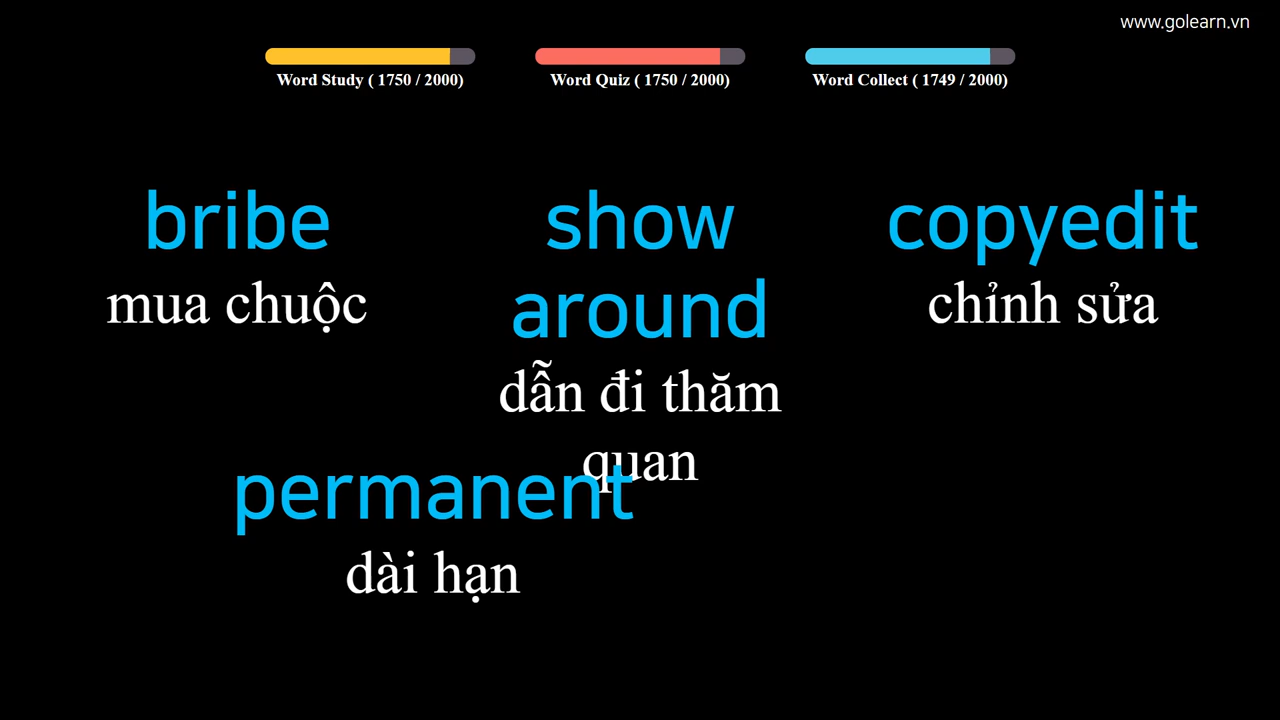 www.golearn.vn
Word Study ( 1750 / 2000)
Word Quiz ( 1750 / 2000)
Word Collect ( 1749 / 2000)
bribe
mua chuộc
show
around
dẫn đi thăm
quan
copyedit
chỉnh sửa
permanent
dài hạn